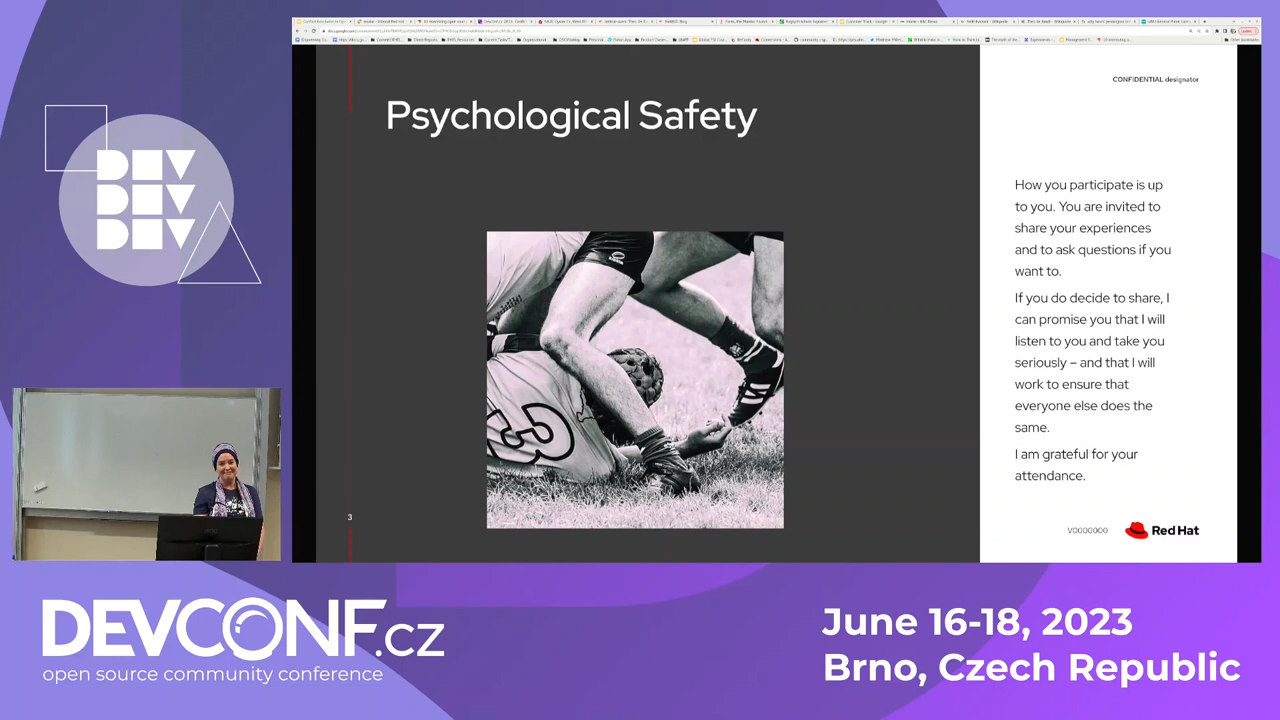 Psychological Safety
CONFIDENTIAL designator
How you participate is up
to you. You are invited to
share your experiences
and to ask questions if you
want to.
If you do decide to share, I
can promise you that I will
listen to you and take you
seriously – and that I will
work to ensure that
everyone else does the
same.
I am grateful for your
attendance.
3
V0000000
Red Hat
DEV
DEV
DEV
13
DEVCONF.cz
open source community conference
June 16-18, 2023
Brno, Czech Republic